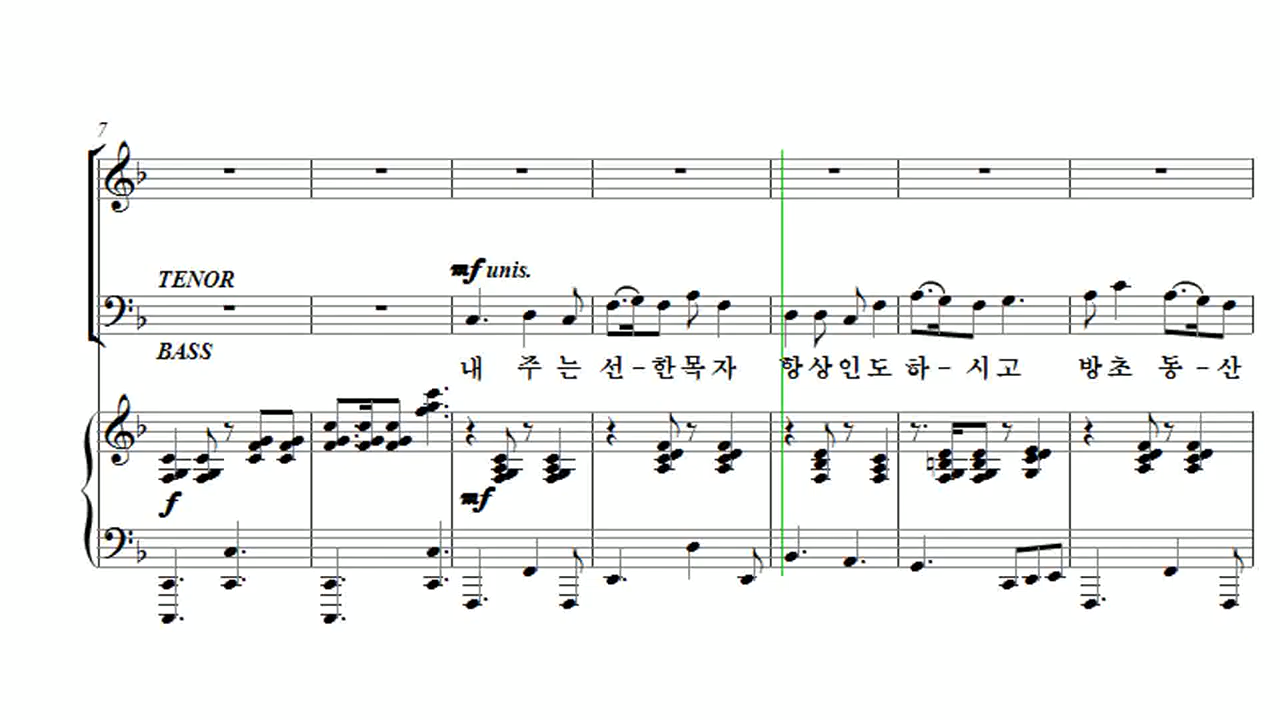 7
TENOR
mf unis.
BASS
내 주 는 선 - 한 목 자 항 상 인 도 하 - 시 고 방 초 동 - 산
f
mf